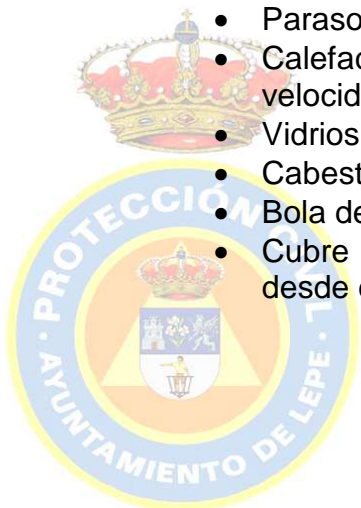 • Paraso
• Calefac
velocid
• Vidrios
• Cabest
• Bola de
• Cubre
desde
PROTECCIÓN CIVIL
· AYUNTAMIENTO DE LEPE ·